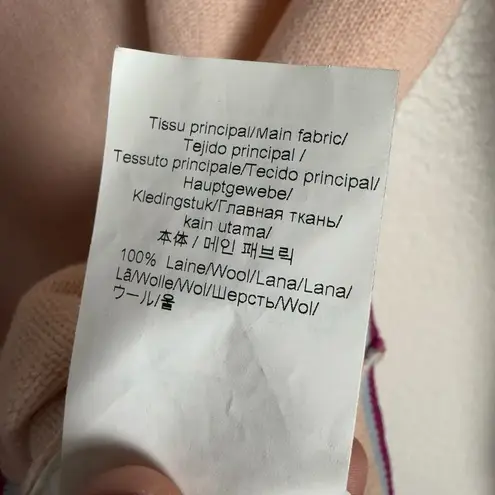 Tissu principal/Main fabric/
Tejido principal /
Tessuto principale/Tecido principal/
Hauptgewebe/
Kledingstuk/Главная ткань/
kain utama/
本体 / 메인 패브릭
100% Laine/Wool/Lana/Lana/
Lã/Wolle/Wol/Шерсть/Wol/
ウール/울